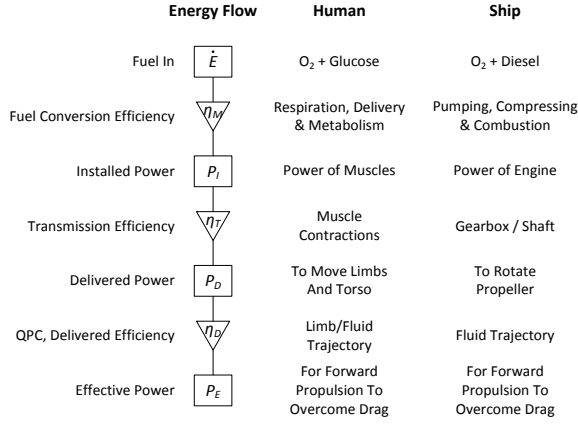 Energy Flow Human Ship
Fuel In Ė O₂ + Glucose O₂ + Diesel
Fuel Conversion Efficiency ηM Respiration, Delivery Pumping, Compressing
& Metabolism & Combustion
Installed Power PI Power of Muscles Power of Engine
Transmission Efficiency ηT Muscle Gearbox / Shaft
Contractions
Delivered Power PD To Move Limbs To Rotate
And Torso Propeller
QPC, Delivered Efficiency ηD Limb/Fluid Fluid Trajectory
Trajectory
Effective Power PE For Forward For Forward
Propulsion To Propulsion To
Overcome Drag Overcome Drag